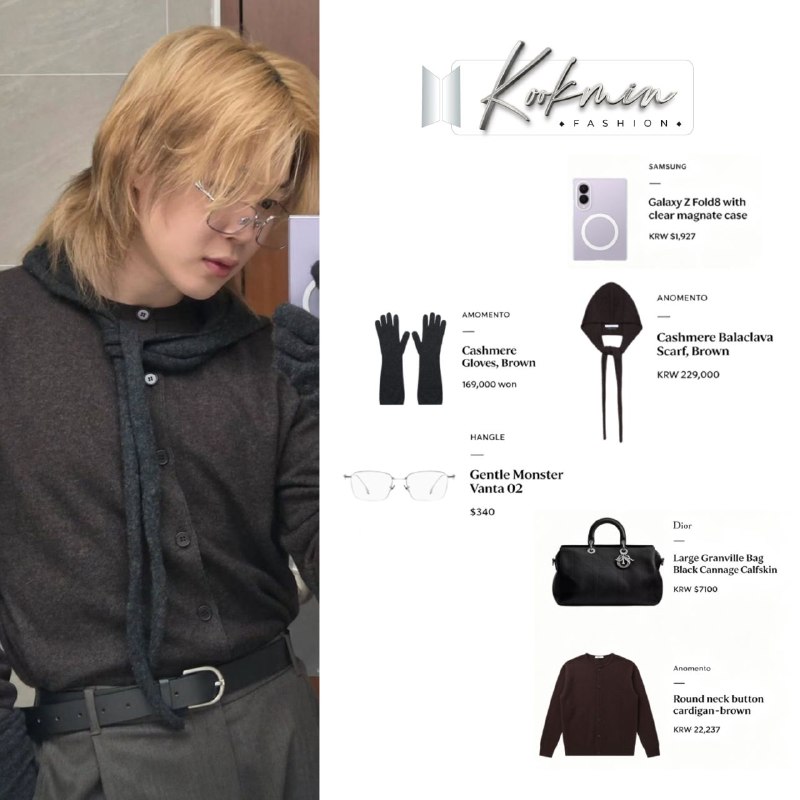 Kookmin
FASHION
SAMSUNG
Galaxy Z Fold8 with
clear magnate case
KRW $1,927
AMOMENTO
Cashmere
Gloves, Brown
169,000 won
ANOMENTO
Cashmere Balaclava
Scarf, Brown
KRW 229,000
HANGLE
Gentle Monster
Vanta 02
$340
Dior
Large Granville Bag
Black Cannage Calfskin
KRW $7100
Anomento
Round neck button
cardigan-brown
KRW 22,237